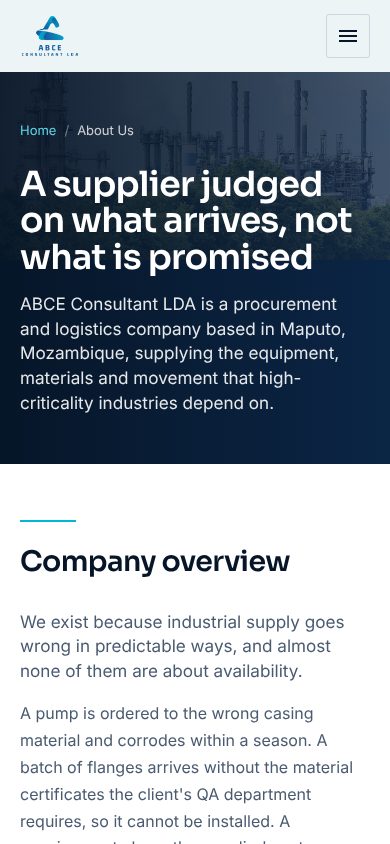 ABCE
CONSULTANT LDA
Home / About Us
A supplier judged
on what arrives, not
what is promised
ABCE Consultant LDA is a procurement
and logistics company based in Maputo,
Mozambique, supplying the equipment,
materials and movement that high-
criticality industries depend on.
Company overview
We exist because industrial supply goes
wrong in predictable ways, and almost
none of them are about availability.
A pump is ordered to the wrong casing
material and corrodes within a season. A
batch of flanges arrives without the material
certificates the client's QA department
requires, so it cannot be installed. A